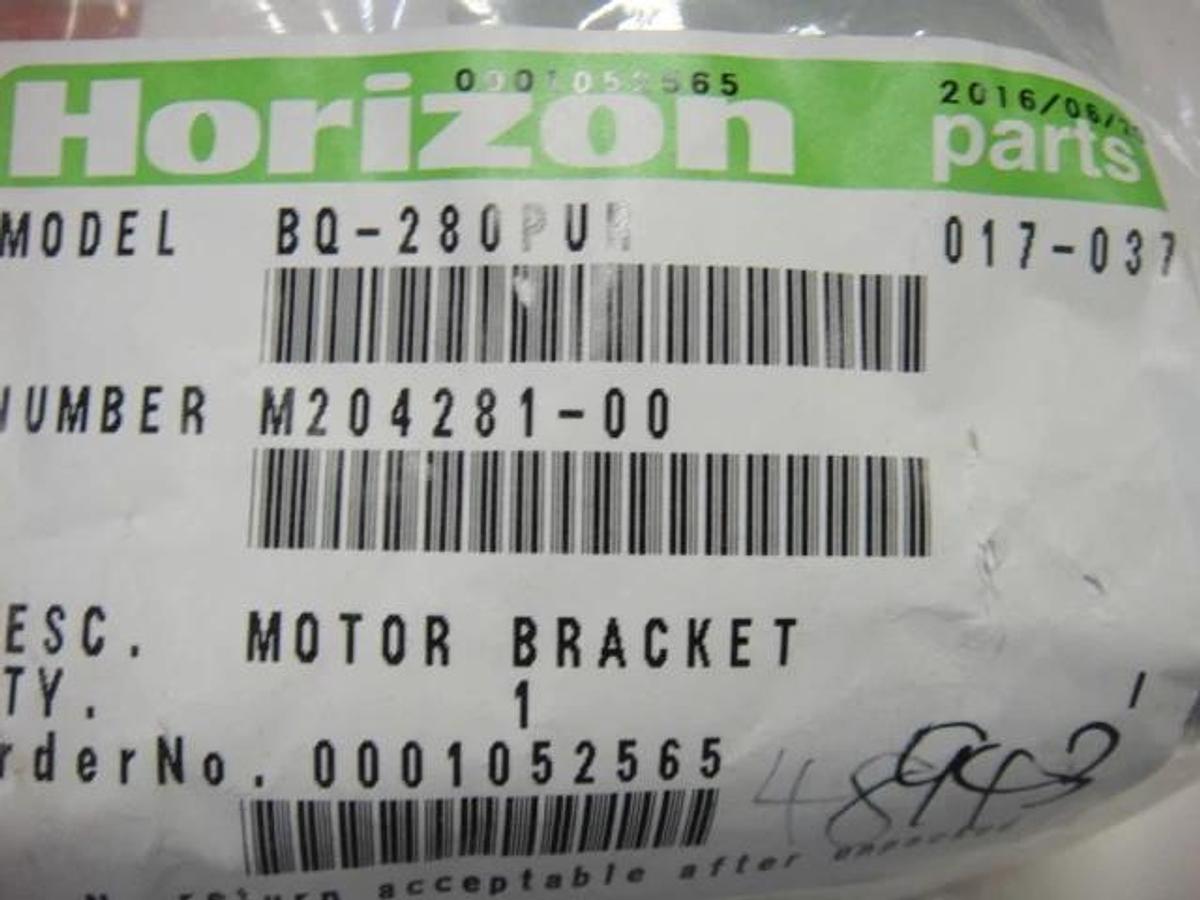 0001052565
2016/06/
Horizon parts
MODEL BQ-280PUR 017-037
NUMBER M204281-00
ESC. MOTOR BRACKET
TY. 1
rderNo. 0001052565
return acceptable after